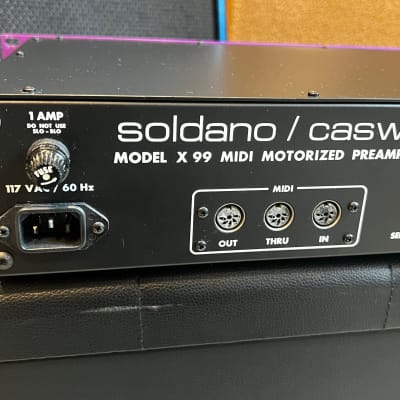 1 AMP
DO NOT USE
SLO-BLO
FUSE
117 VAC / 60 Hz
soldano / casw
MODEL X 99 MIDI MOTORIZED PREAMP
MIDI
OUT THRU IN
SE